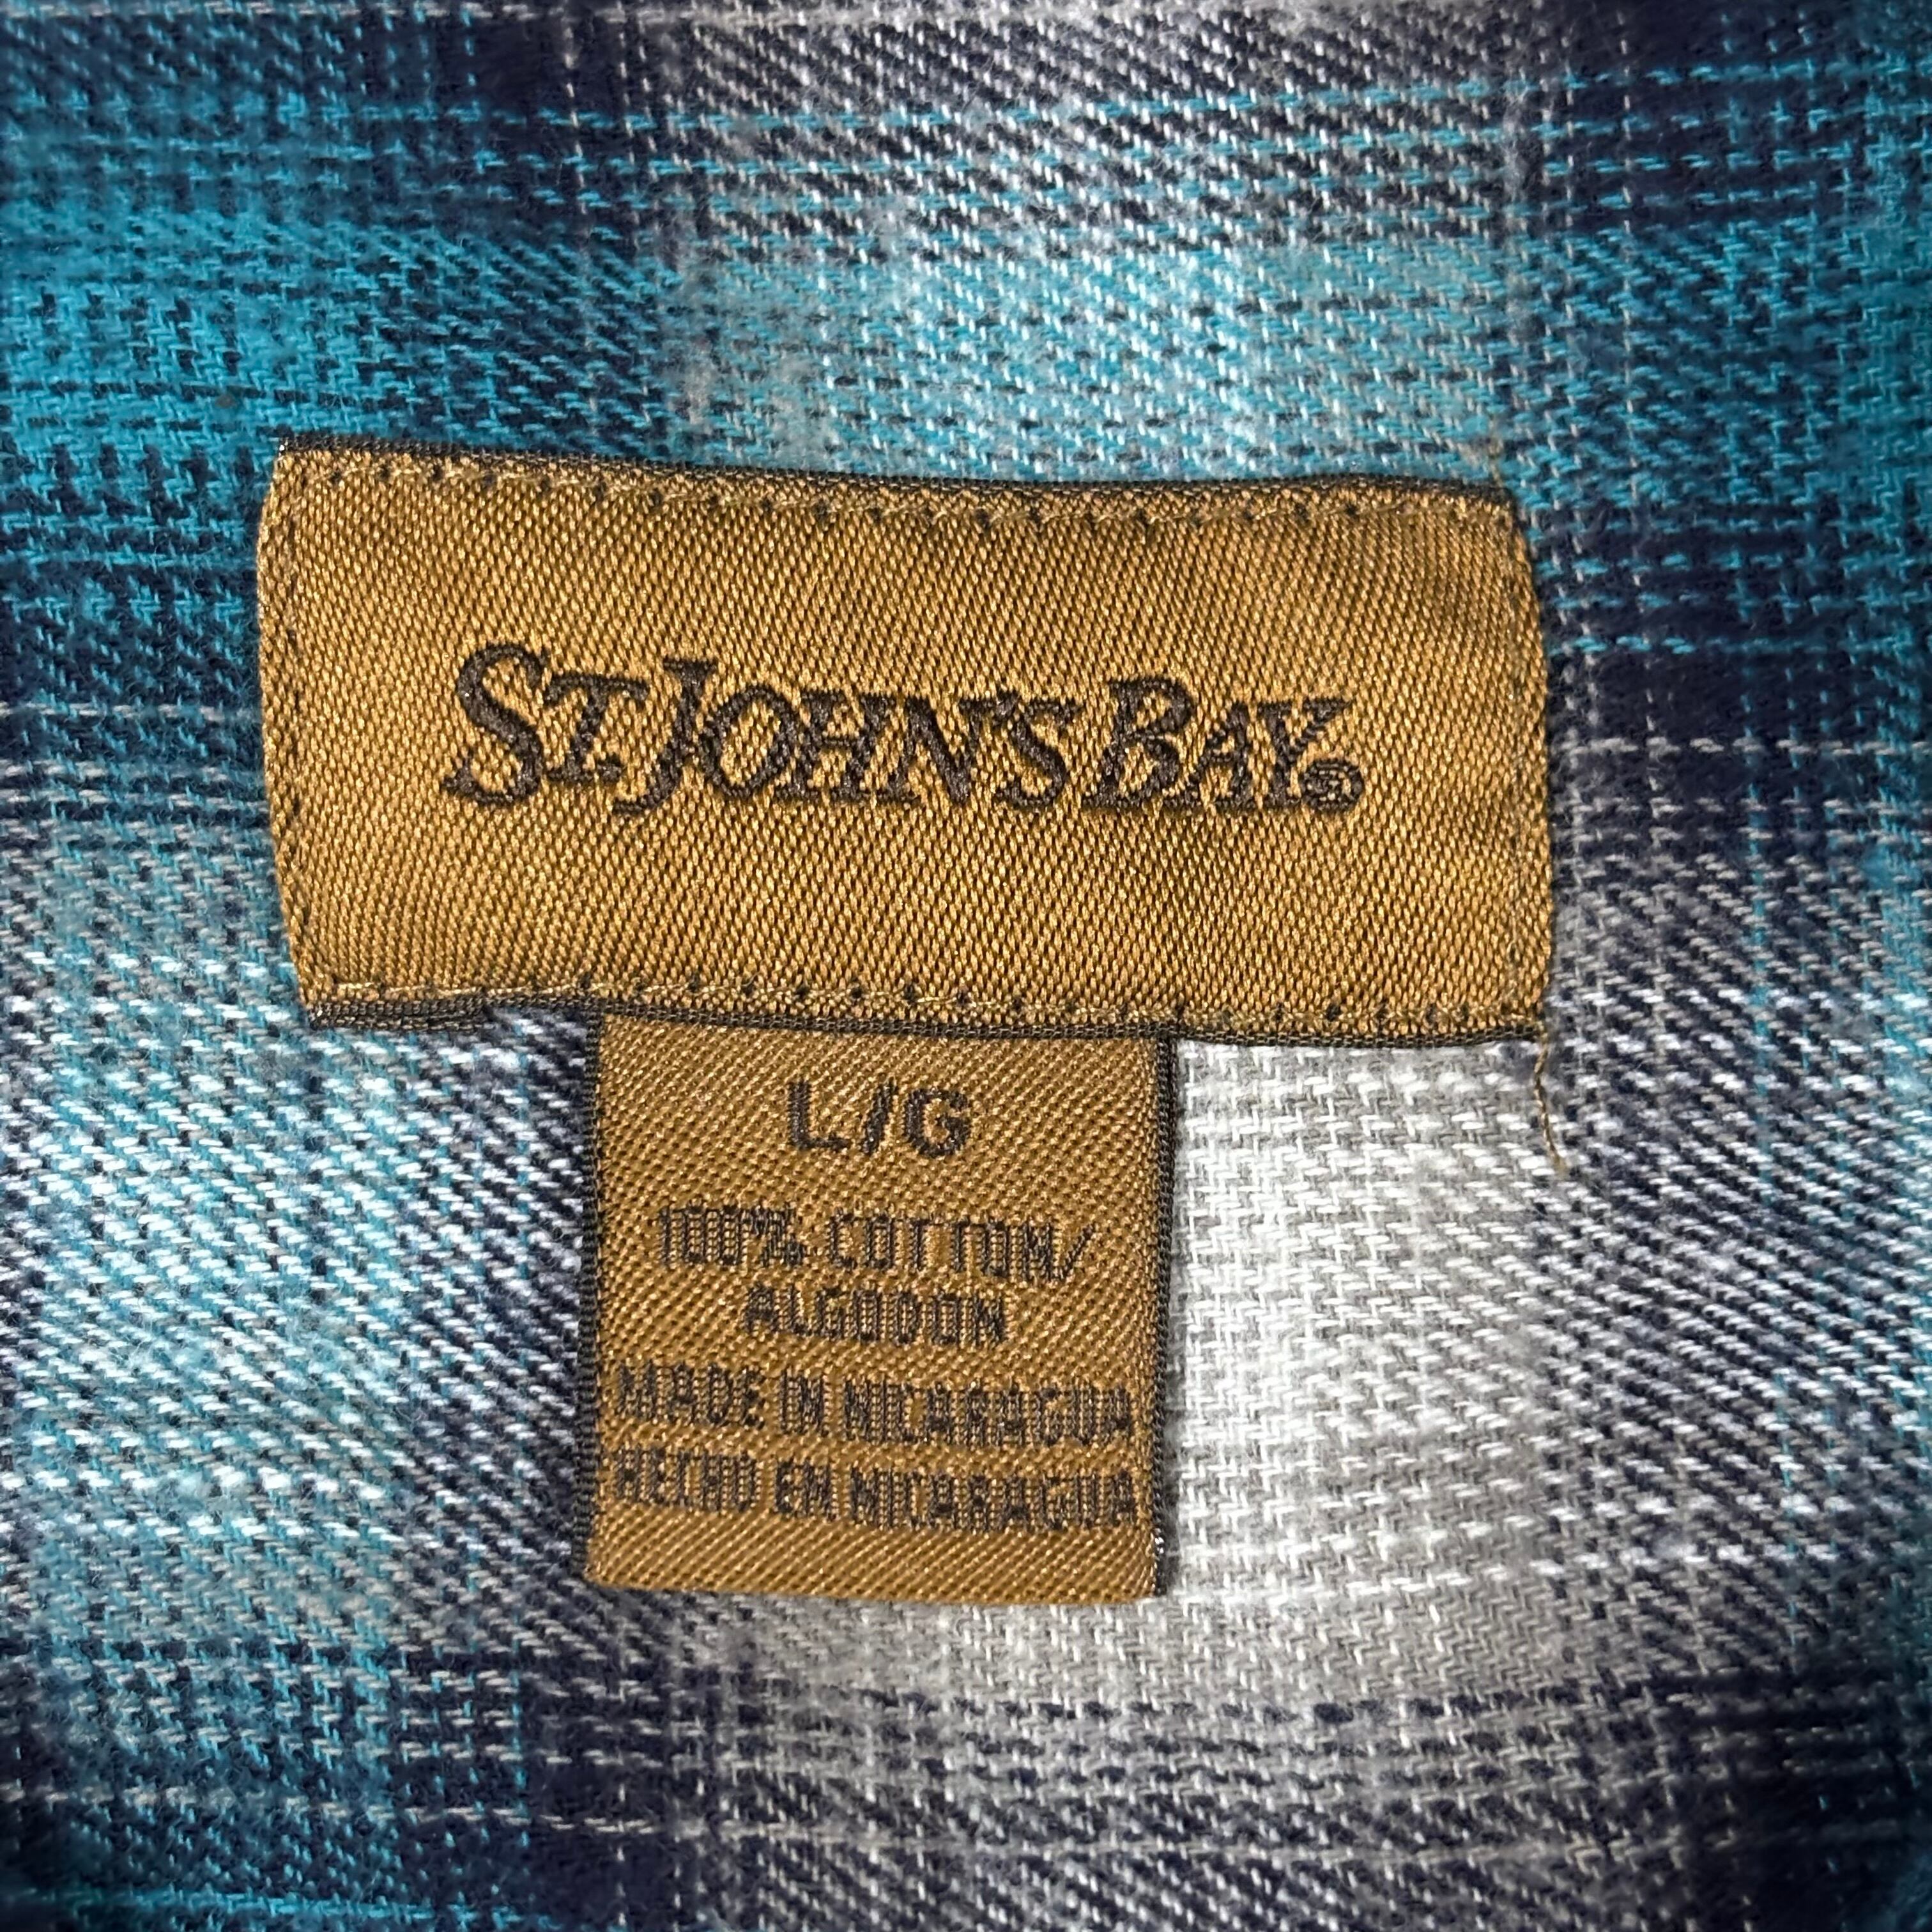 ST. JOHN'S BAY®
L/G
100% COTTON/
ALGODON
MADE IN NICARAGUA
HECHO EN NICARAGUA